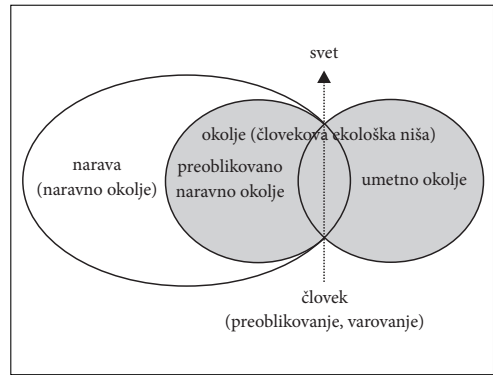 svet
okolje (človekova ekološka niša)
narava
(naravno okolje)
preoblikovano
naravno okolje
umetno okolje
človek
(preoblikovanje, varovanje)